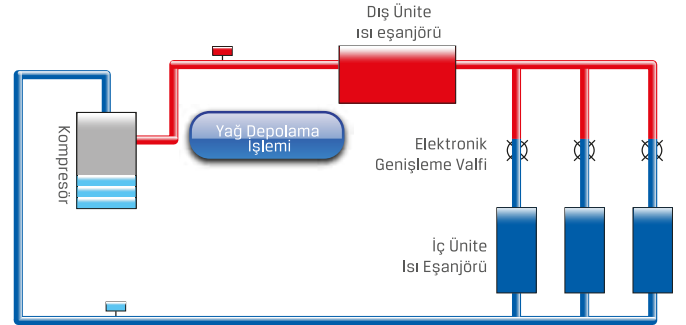 Dış Ünite
ısı eşanjörü
Kompresör
Yağ Depolama
İşlemi
Elektronik
Genişleme Valfi
İç Ünite
Isı Eşanjörü